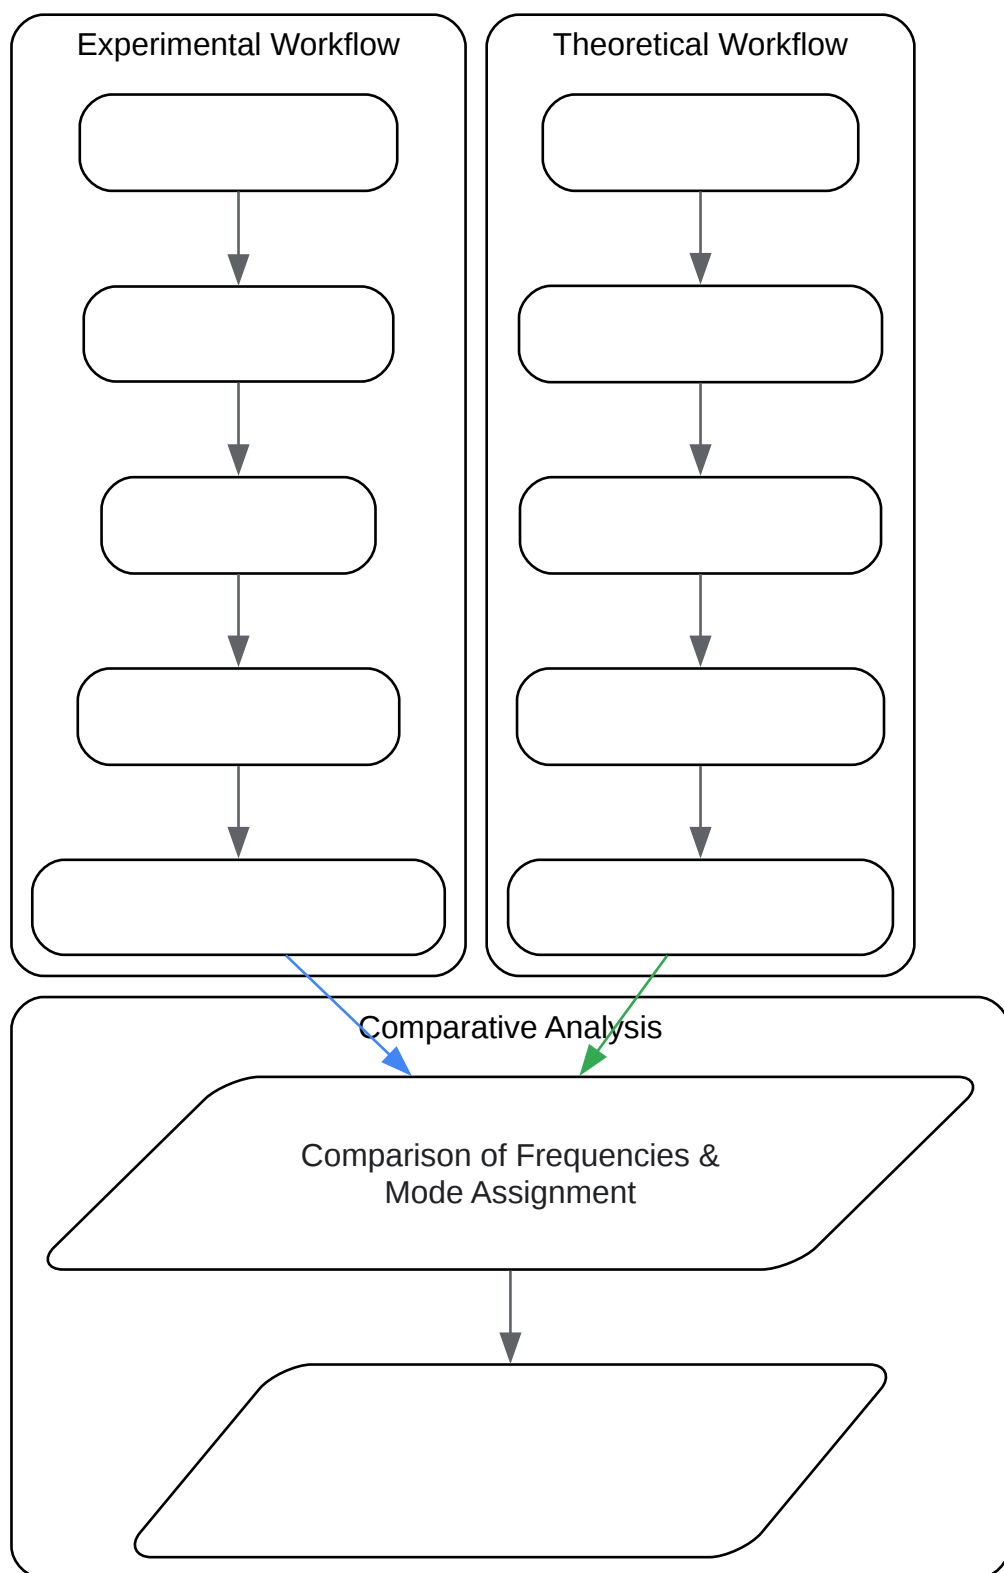 Experimental Workflow
Theoretical Workflow
Comparative Analysis
Comparison of Frequencies &
Mode Assignment